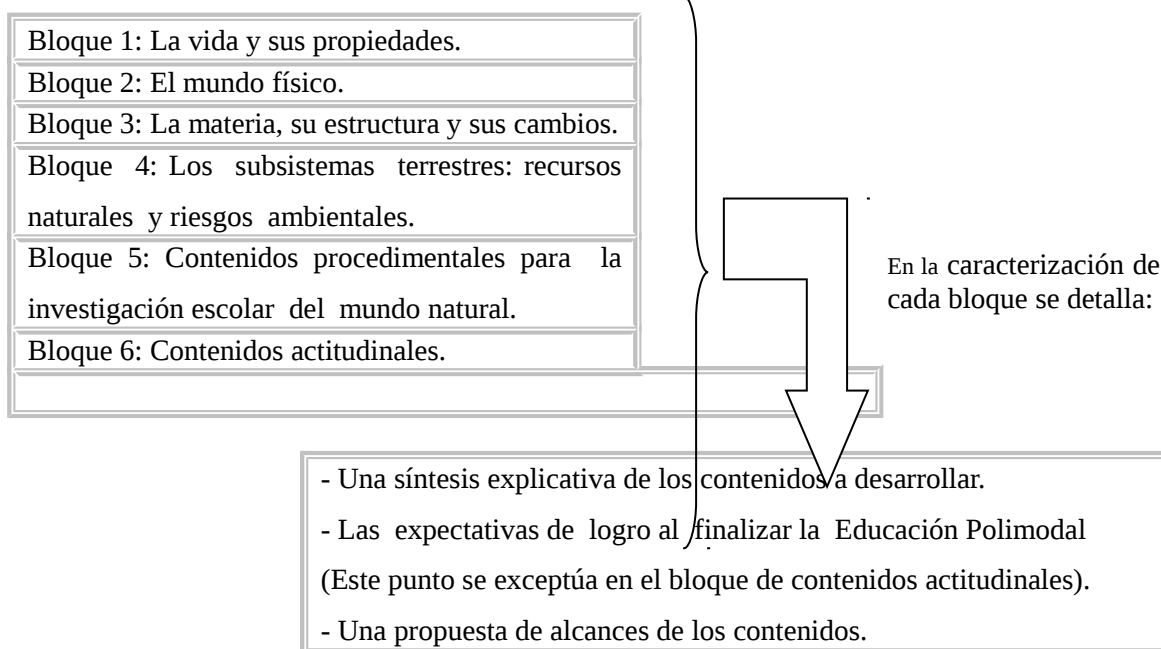 Bloque 1: La vida y sus propiedades.
Bloque 2: El mundo físico.
Bloque 3: La materia, su estructura y sus cambios.
Bloque 4: Los subsistemas terrestres: recursos
naturales y riesgos ambientales.
Bloque 5: Contenidos procedimentales para la
investigación escolar del mundo natural.
Bloque 6: Contenidos actitudinales.
En la caracterización de
cada bloque se detalla:
- Una síntesis explicativa de los contenidos a desarrollar.
- Las expectativas de logro al finalizar la Educación Polimodal
(Este punto se exceptúa en el bloque de contenidos actitudinales).
- Una propuesta de alcances de los contenidos.